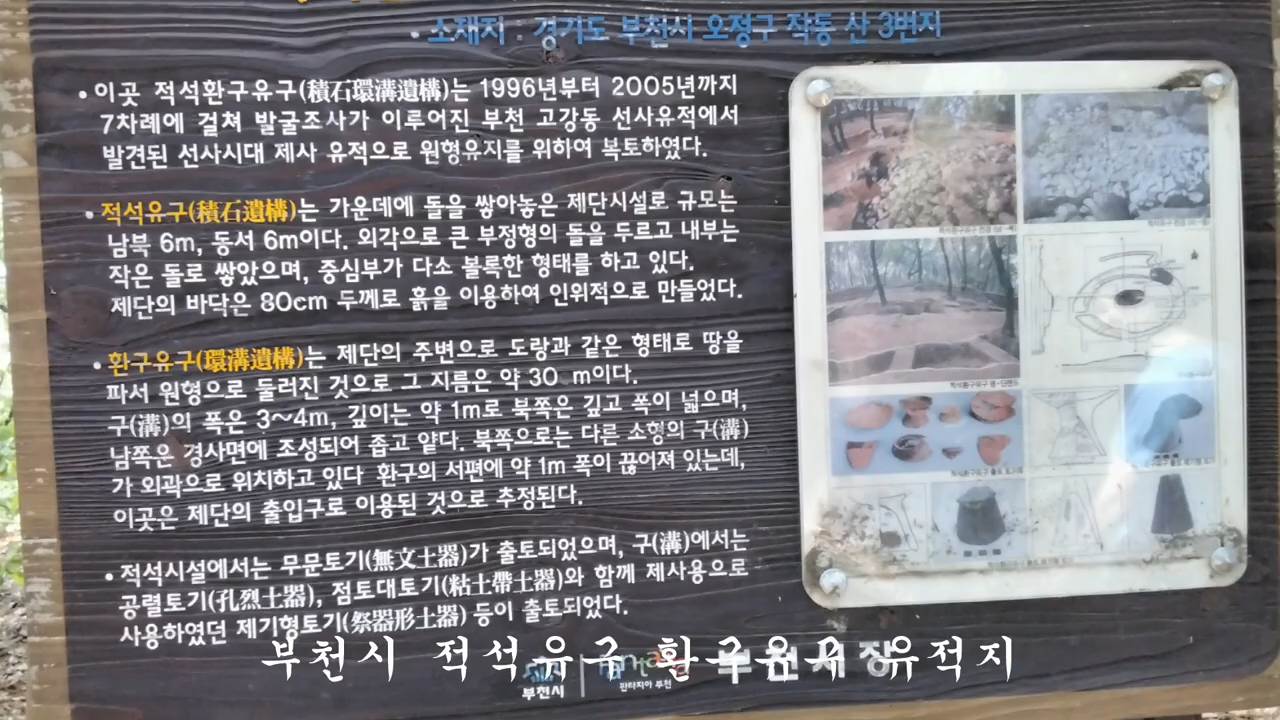 · 소재지 : 경기도 부천시 오정구 작동 산 3번지
· 이곳 적석환구유구(積石環溝遺構)는 1996년부터 2005년까지
7차례에 걸쳐 발굴조사가 이루어진 부천 고강동 선사유적에서
발견된 선사시대 제사 유적으로 원형유지를 위하여 복토하였다.
· 적석유구(積石遺構)는 가운데에 돌을 쌓아놓은 제단시설로 규모는
남북 6m, 동서 6m이다. 외각으로 큰 부정형의 돌을 두르고 내부는
작은 돌로 쌓았으며, 중심부가 다소 볼록한 형태를 하고 있다.
제단의 바닥은 80cm 두께로 흙을 이용하여 인위적으로 만들었다.
· 환구유구(環溝遺構)는 제단의 주변으로 도랑과 같은 형태로 땅을
파서 원형으로 둘러진 것으로 그 지름은 약 30 m이다.
구(溝)의 폭은 3~4m, 깊이는 약 1m로 북쪽은 깊고 폭이 넓으며,
남쪽은 경사면에 조성되어 좁고 얕다. 북쪽으로는 다른 소형의 구(溝)
가 외곽으로 위치하고 있다 환구의 서편에 약 1m 폭이 끊어져 있는데,
이곳은 제단의 출입구로 이용된 것으로 추정된다.
· 적석시설에서는 무문토기(無文土器)가 출토되었으며, 구(溝)에서는
공렬토기(孔烈土器), 점토대토기(粘土帶土器)와 함께 제사용으로
사용하였던 제기형토기(祭器形土器) 등이 출토되었다.
부천시 적석유구 환구유구 유적지
부천시
판타지아 부천
부천시장